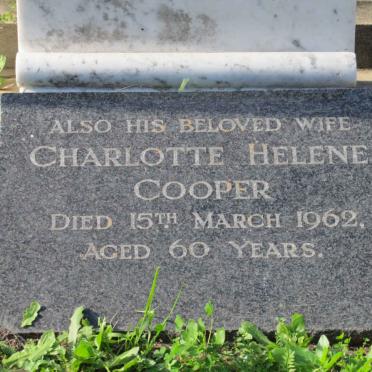 ALSO HIS BELOVED WIFE
CHARLOTTE HELENE
COOPER
DIED 15TH MARCH 1962,
AGED 60 YEARS.